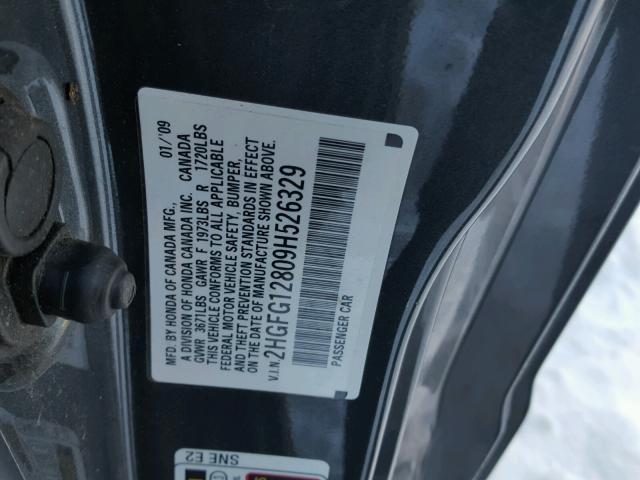 MFD. BY HONDA OF CANADA MFG., 01/'09
A DIVISION OF HONDA CANADA INC. CANADA
GVWR 3671LBS GAWR F 1973LBS R 1720LBS
THIS VEHICLE CONFORMS TO ALL APPLICABLE
FEDERAL MOTOR VEHICLE SAFETY, BUMPER,
AND THEFT PREVENTION STANDARDS IN EFFECT
ON THE DATE OF MANUFACTURE SHOWN ABOVE.
V.I.N. 2HGFG12809H526329
PASSENGER CAR
SNE E2